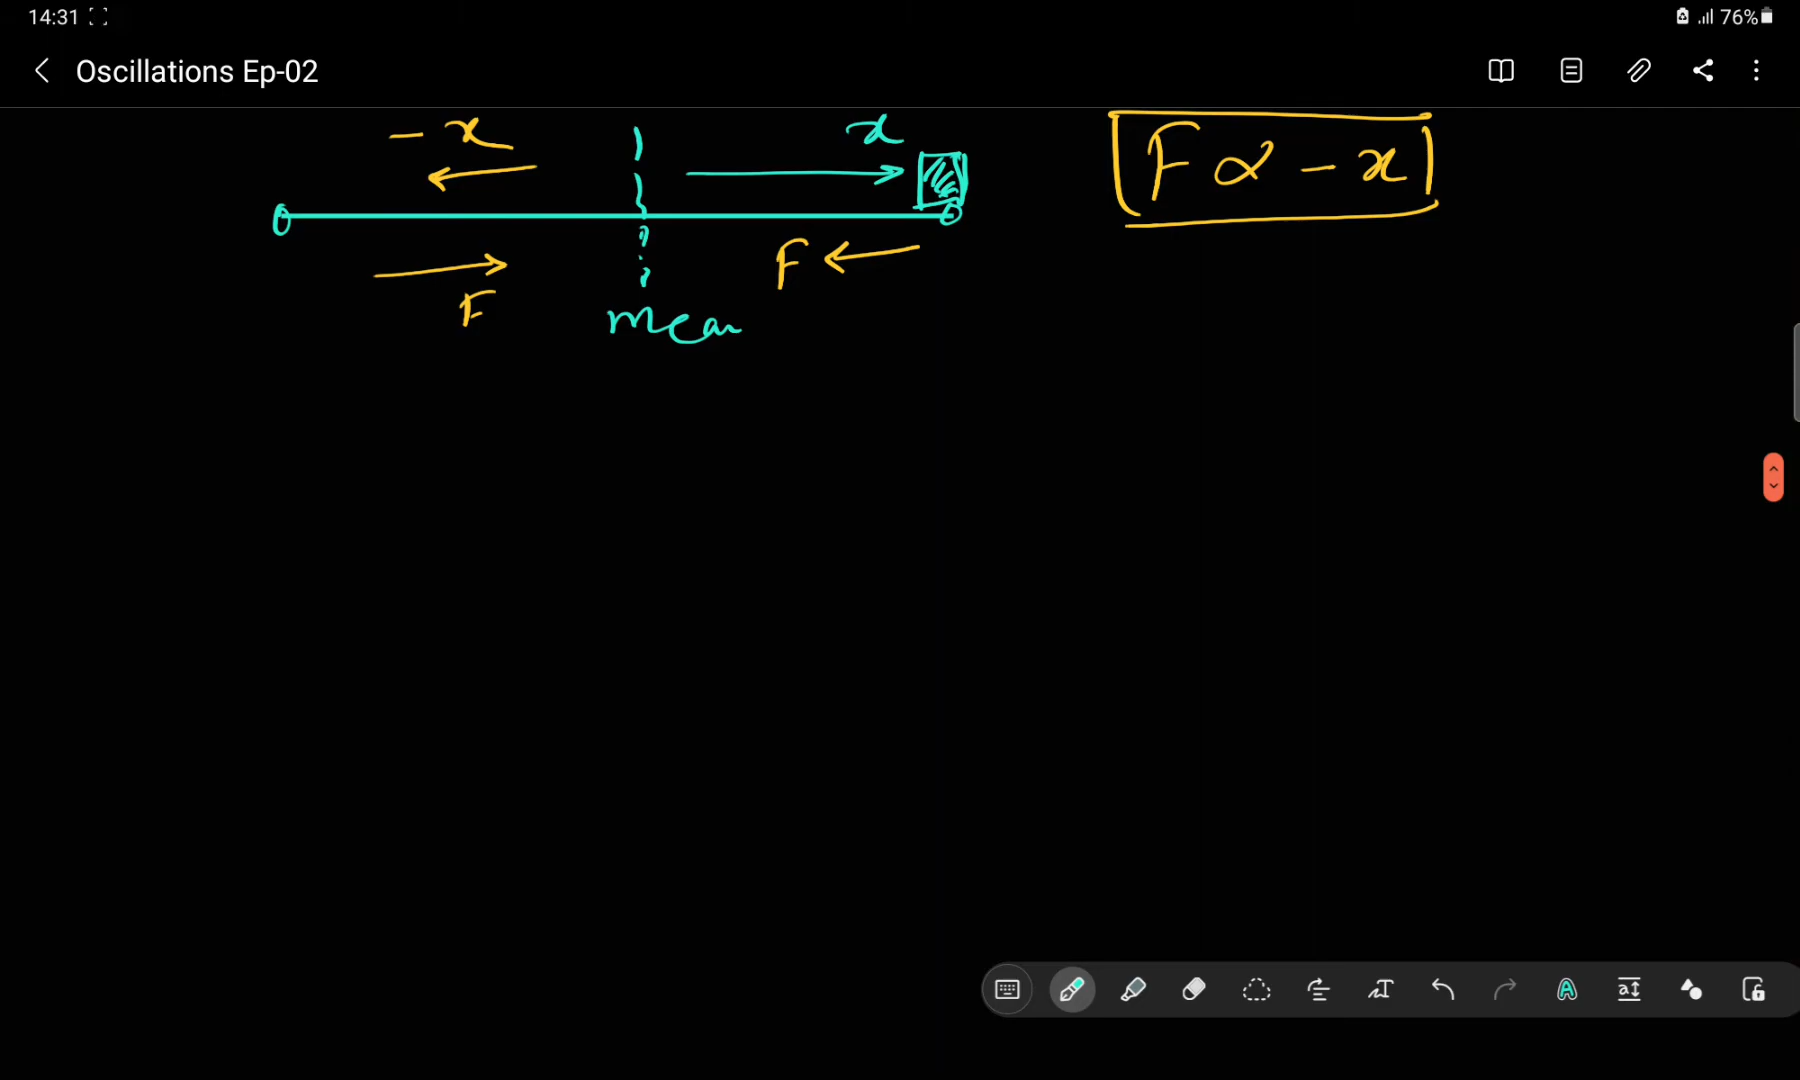 14:31 76%
Oscillations Ep-02
- x x F ∝ - x
F F
mean